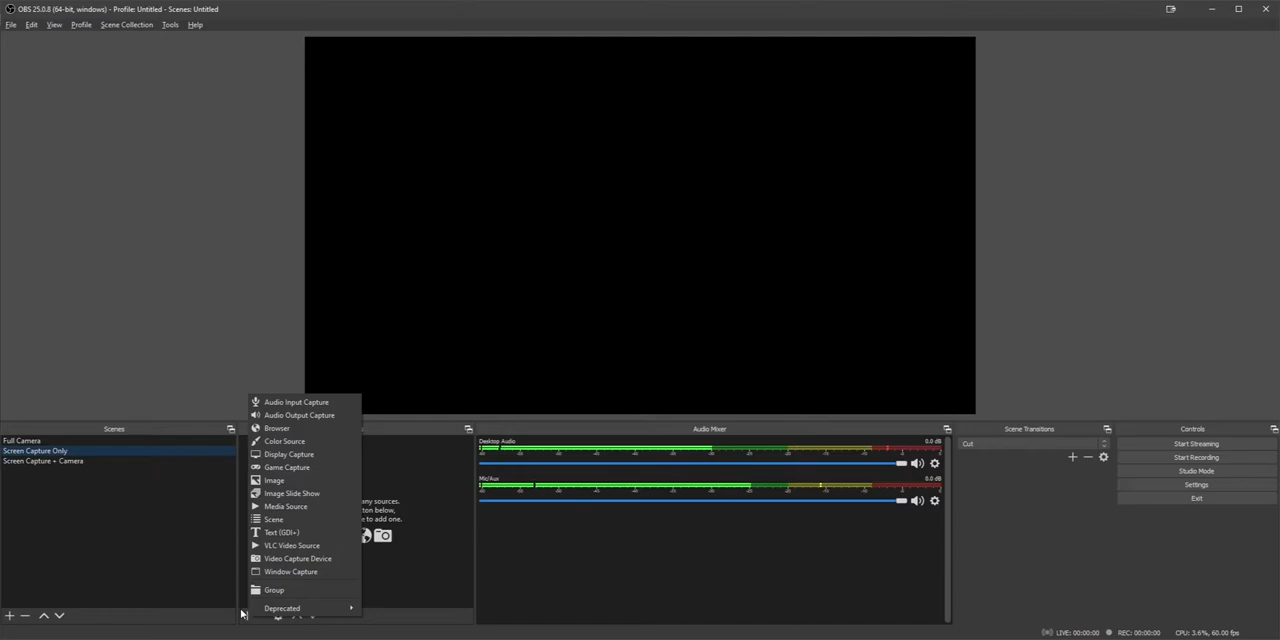 OBS 25.0.8 (64-bit, windows) - Profile: Untitled - Scenes: Untitled
File Edit View Profile Scene Collection Tools Help
Scenes
Full Camera
Screen Capture Only
Screen Capture + Camera
Audio Input Capture
Audio Output Capture
Browser
Color Source
Display Capture
Game Capture
Image
Image Slide Show
Media Source
Scene
Text (GDI+)
VLC Video Source
Video Capture Device
Window Capture
Group
Deprecated
any sources.
ton below,
e to add one.
Audio Mixer
Desktop Audio 0.0 dB
Mic/Aux 0.0 dB
Scene Transitions
Cut
Controls
Start Streaming
Start Recording
Studio Mode
Settings
Exit
LIVE: 00:00:00 REC: 00:00:00 CPU: 3.6%, 60.00 fps